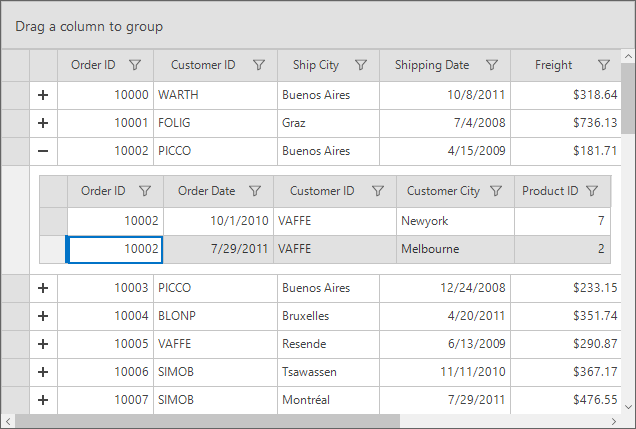 Drag a column to group
Order ID Customer ID Ship City Shipping Date Freight
10000 WARTH Buenos Aires 10/8/2011 $318.64
10001 FOLIG Graz 7/4/2008 $736.13
10002 PICCO Buenos Aires 4/15/2009 $181.71
Order ID Order Date Customer ID Customer City Product ID
10002 10/1/2010 VAFFE Newyork 7
10002 7/29/2011 VAFFE Melbourne 2
10003 PICCO Buenos Aires 12/24/2008 $233.15
10004 BLONP Bruxelles 4/20/2011 $351.74
10005 VAFFE Resende 6/13/2009 $290.87
10006 SIMOB Tsawassen 11/11/2010 $367.17
10007 SIMOB Montréal 7/29/2011 $476.55